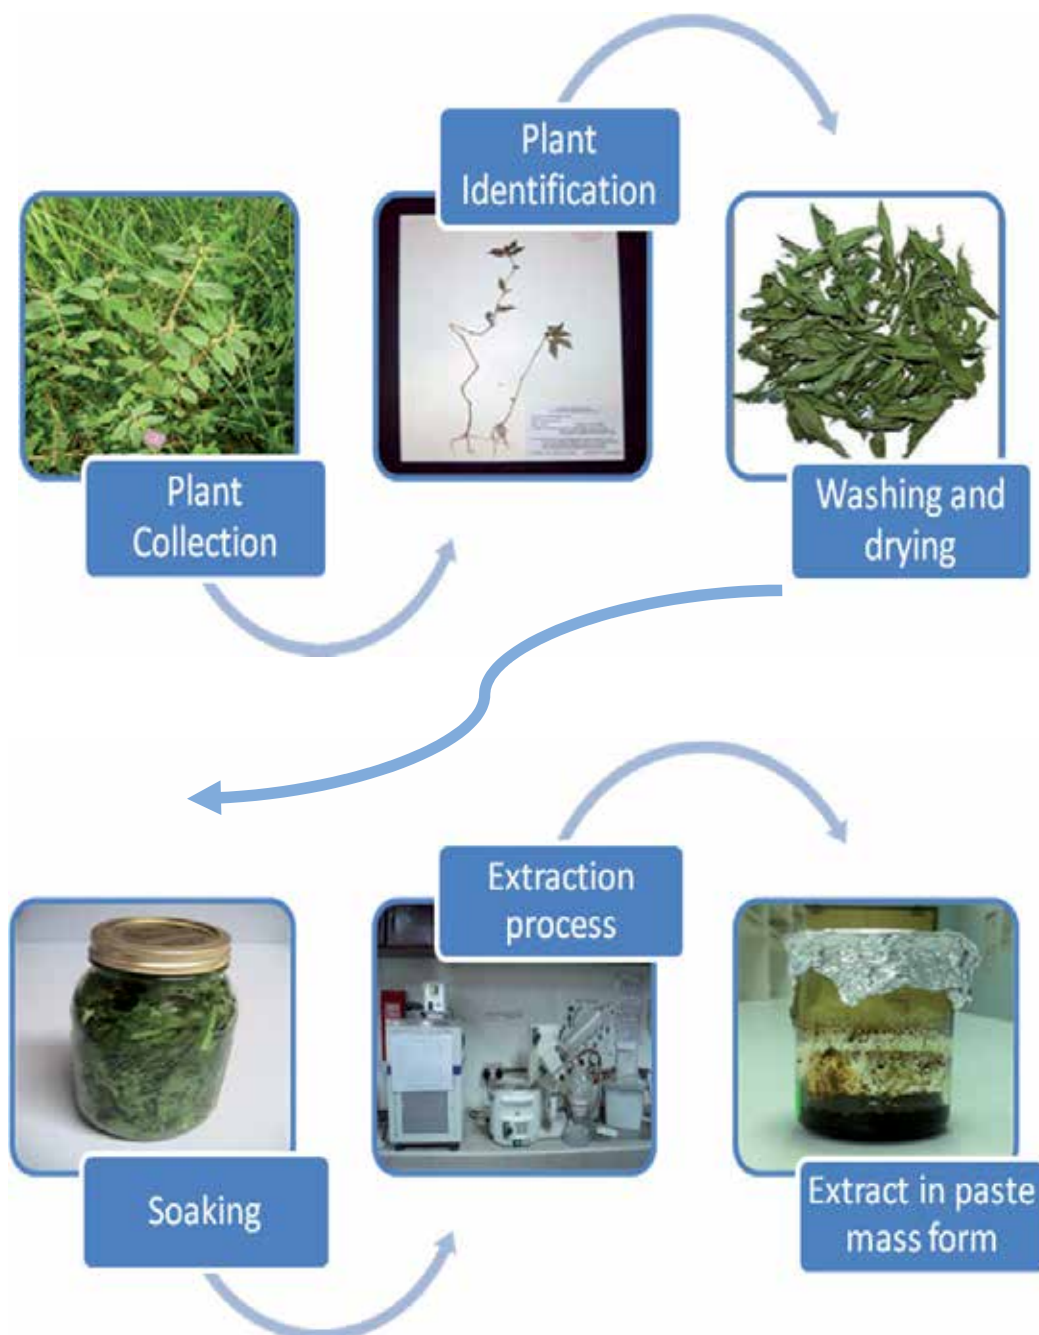 Plant
Identification
Plant
Collection
Washing and
drying
Extraction
process
Soaking
Extract in paste
mass form